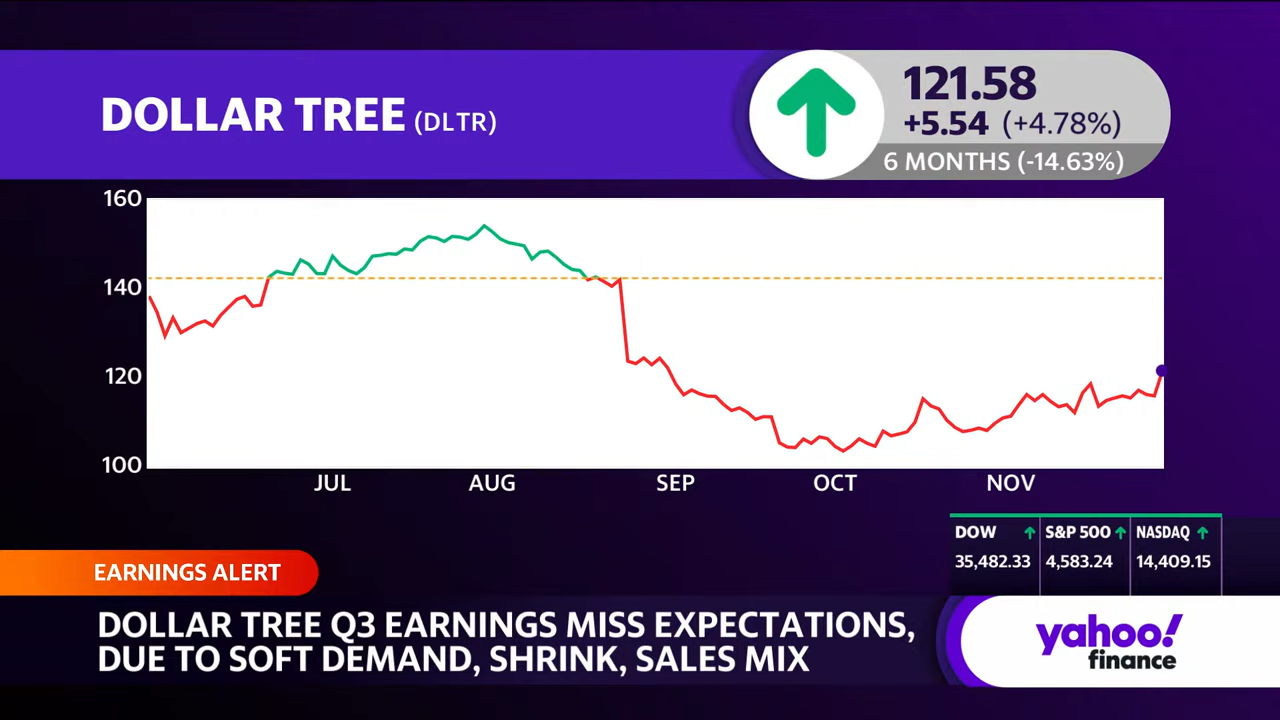 DOLLAR TREE (DLTR)
121.58
+5.54 (+4.78%)
6 MONTHS (-14.63%)
160
140
120
100
JUL AUG SEP OCT NOV
DOW S&P 500 NASDAQ
35,482.33 4,583.24 14,409.15
EARNINGS ALERT
DOLLAR TREE Q3 EARNINGS MISS EXPECTATIONS,
DUE TO SOFT DEMAND, SHRINK, SALES MIX
yahoo!
finance